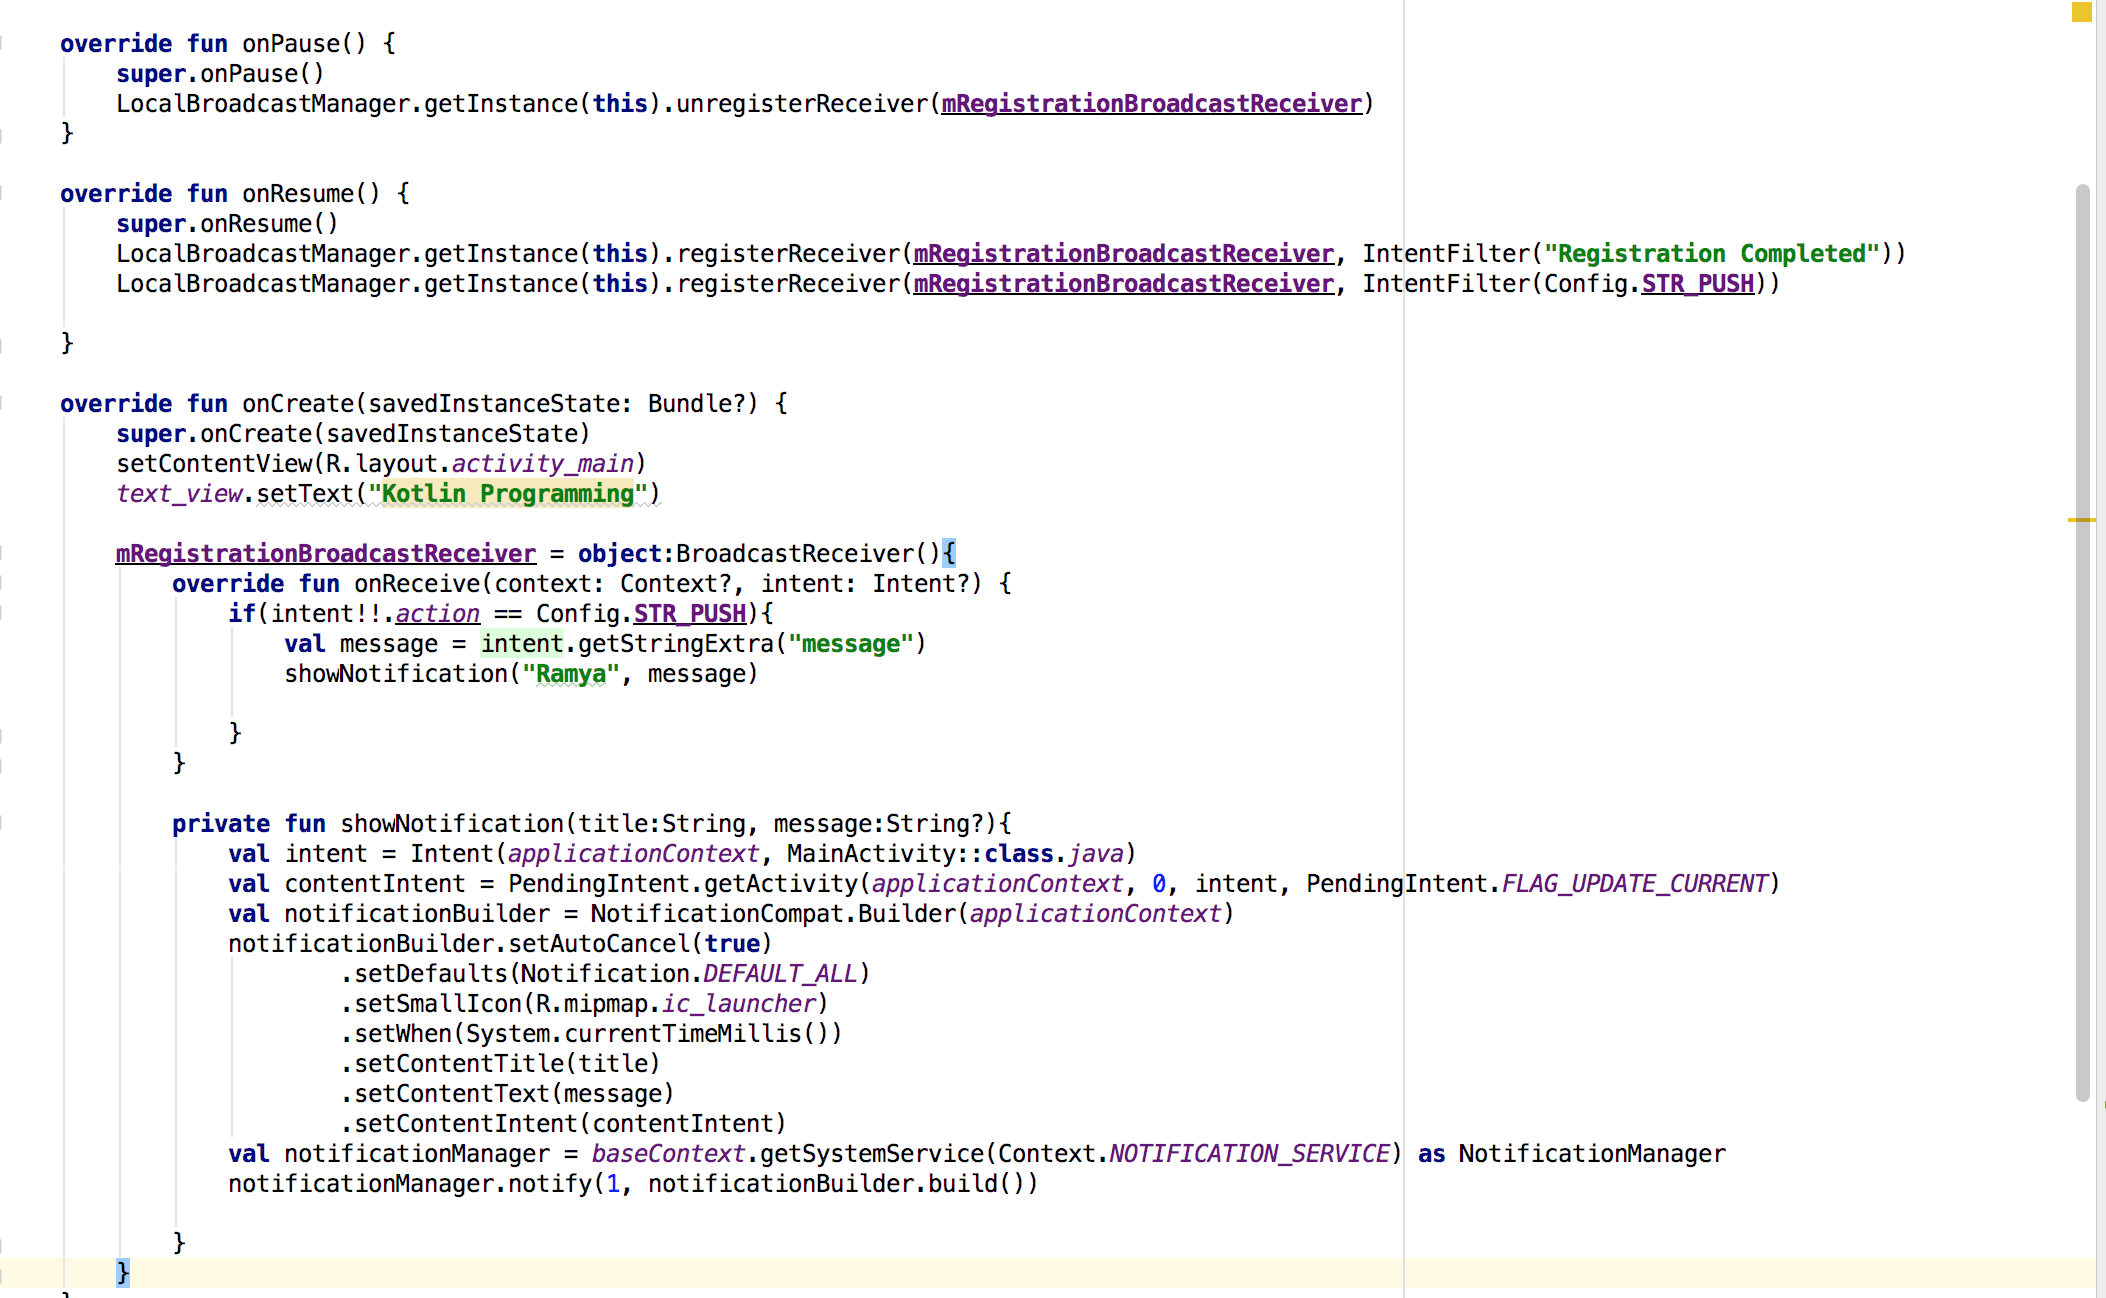 override fun onPause() {
super.onPause()
LocalBroadcastManager.getInstance(this).unregisterReceiver(mRegistrationBroadcastReceiver)
}
override fun onResume() {
super.onResume()
LocalBroadcastManager.getInstance(this).registerReceiver(mRegistrationBroadcastReceiver, IntentFilter("Registration Completed"))
LocalBroadcastManager.getInstance(this).registerReceiver(mRegistrationBroadcastReceiver, IntentFilter(Config.STR_PUSH))
}
override fun onCreate(savedInstanceState: Bundle?) {
super.onCreate(savedInstanceState)
setContentView(R.layout.activity_main)
text_view.setText("Kotlin Programming")
mRegistrationBroadcastReceiver = object:BroadcastReceiver(){
override fun onReceive(context: Context?, intent: Intent?) {
if(intent!!.action == Config.STR_PUSH){
val message = intent.getStringExtra("message")
showNotification("Ramya", message)
}
}
private fun showNotification(title:String, message:String?){
val intent = Intent(applicationContext, MainActivity::class.java)
val contentIntent = PendingIntent.getActivity(applicationContext, 0, intent, PendingIntent.FLAG_UPDATE_CURRENT)
val notificationBuilder = NotificationCompat.Builder(applicationContext)
notificationBuilder.setAutoCancel(true)
.setDefaults(Notification.DEFAULT_ALL)
.setSmallIcon(R.mipmap.ic_launcher)
.setWhen(System.currentTimeMillis())
.setContentTitle(title)
.setContentText(message)
.setContentIntent(contentIntent)
val notificationManager = baseContext.getSystemService(Context.NOTIFICATION_SERVICE) as NotificationManager
notificationManager.notify(1, notificationBuilder.build())
}
}